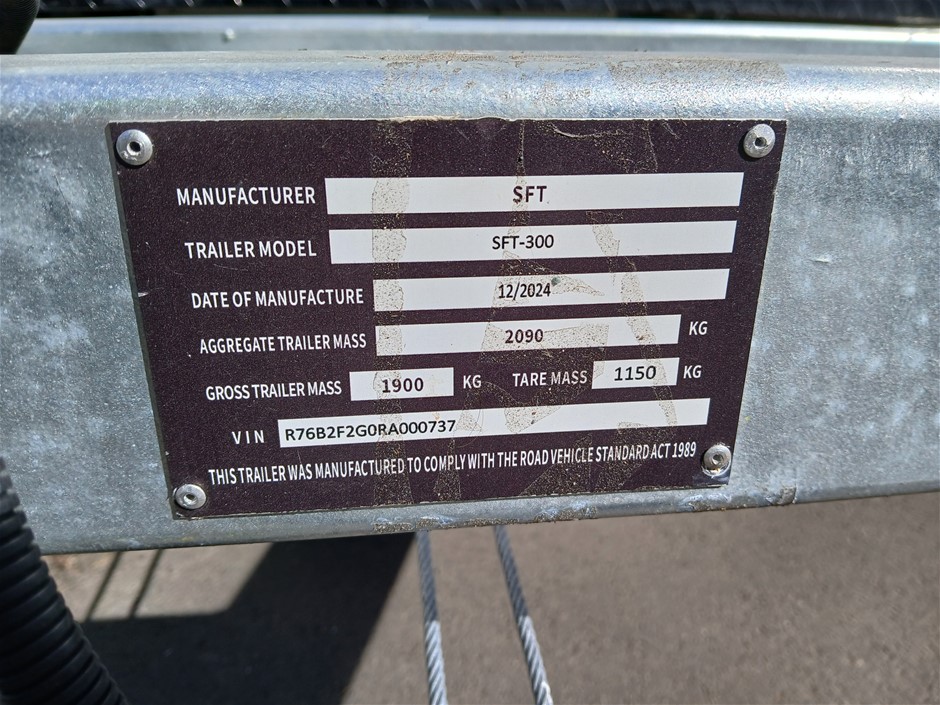 MANUFACTURER SFT
TRAILER MODEL SFT-300
DATE OF MANUFACTURE 12/2024
AGGREGATE TRAILER MASS 2090 KG
GROSS TRAILER MASS 1900 KG TARE MASS 1150 KG
VIN R76B2F2G0RA000737
THIS TRAILER WAS MANUFACTURED TO COMPLY WITH THE ROAD VEHICLE STANDARD ACT 1989